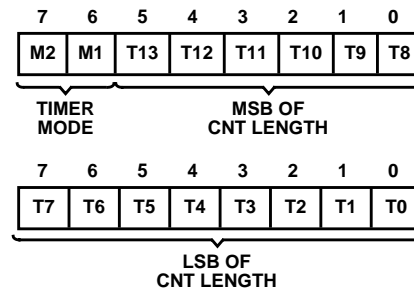 7 6 5 4 3 2 1 0
M2 M1 T13 T12 T11 T10 T9 T8
TIMER MSB OF
MODE CNT LENGTH
7 6 5 4 3 2 1 0
T7 T6 T5 T4 T3 T2 T1 T0
LSB OF
CNT LENGTH